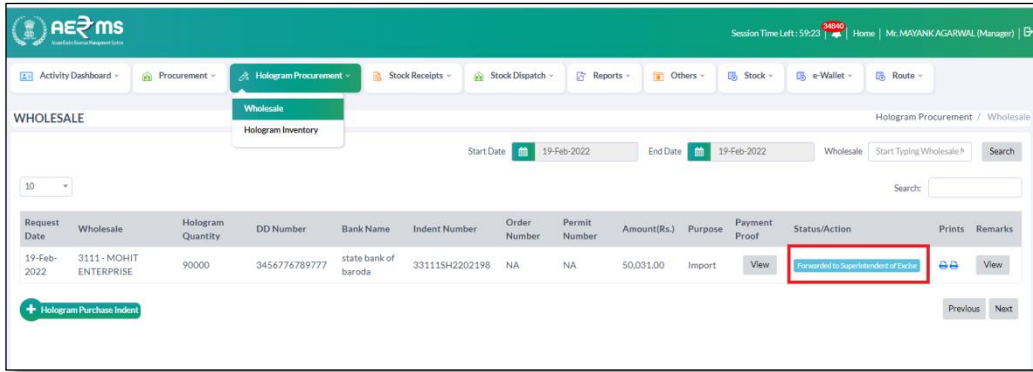 AERMS
Session Time Left : 59:23 34840 | Home | Mr. MAYANK AGARWAL (Manager) |
Activity Dashboard Procurement Hologram Procurement Stock Receipts Stock Dispatch Reports Others Stock e-Wallet Route
Wholesale
Hologram Inventory
WHOLESALE
Hologram Procurement / Wholesale
Start Date 19-Feb-2022 End Date 19-Feb-2022 Wholesale Start Typing Wholesale Search
10 Search:
Request Date Wholesale Hologram Quantity DD Number Bank Name Indent Number Order Number Permit Number Amount(Rs.) Purpose Payment Proof Status/Action Prints Remarks
19-Feb-2022 3111 - MOHIT ENTERPRISE 90000 3456776789777 state bank of baroda 33111SH2202198 NA NA 50,031.00 Import View Forwarded to Superintendent of Excise View
+ Hologram Purchase Indent Previous Next